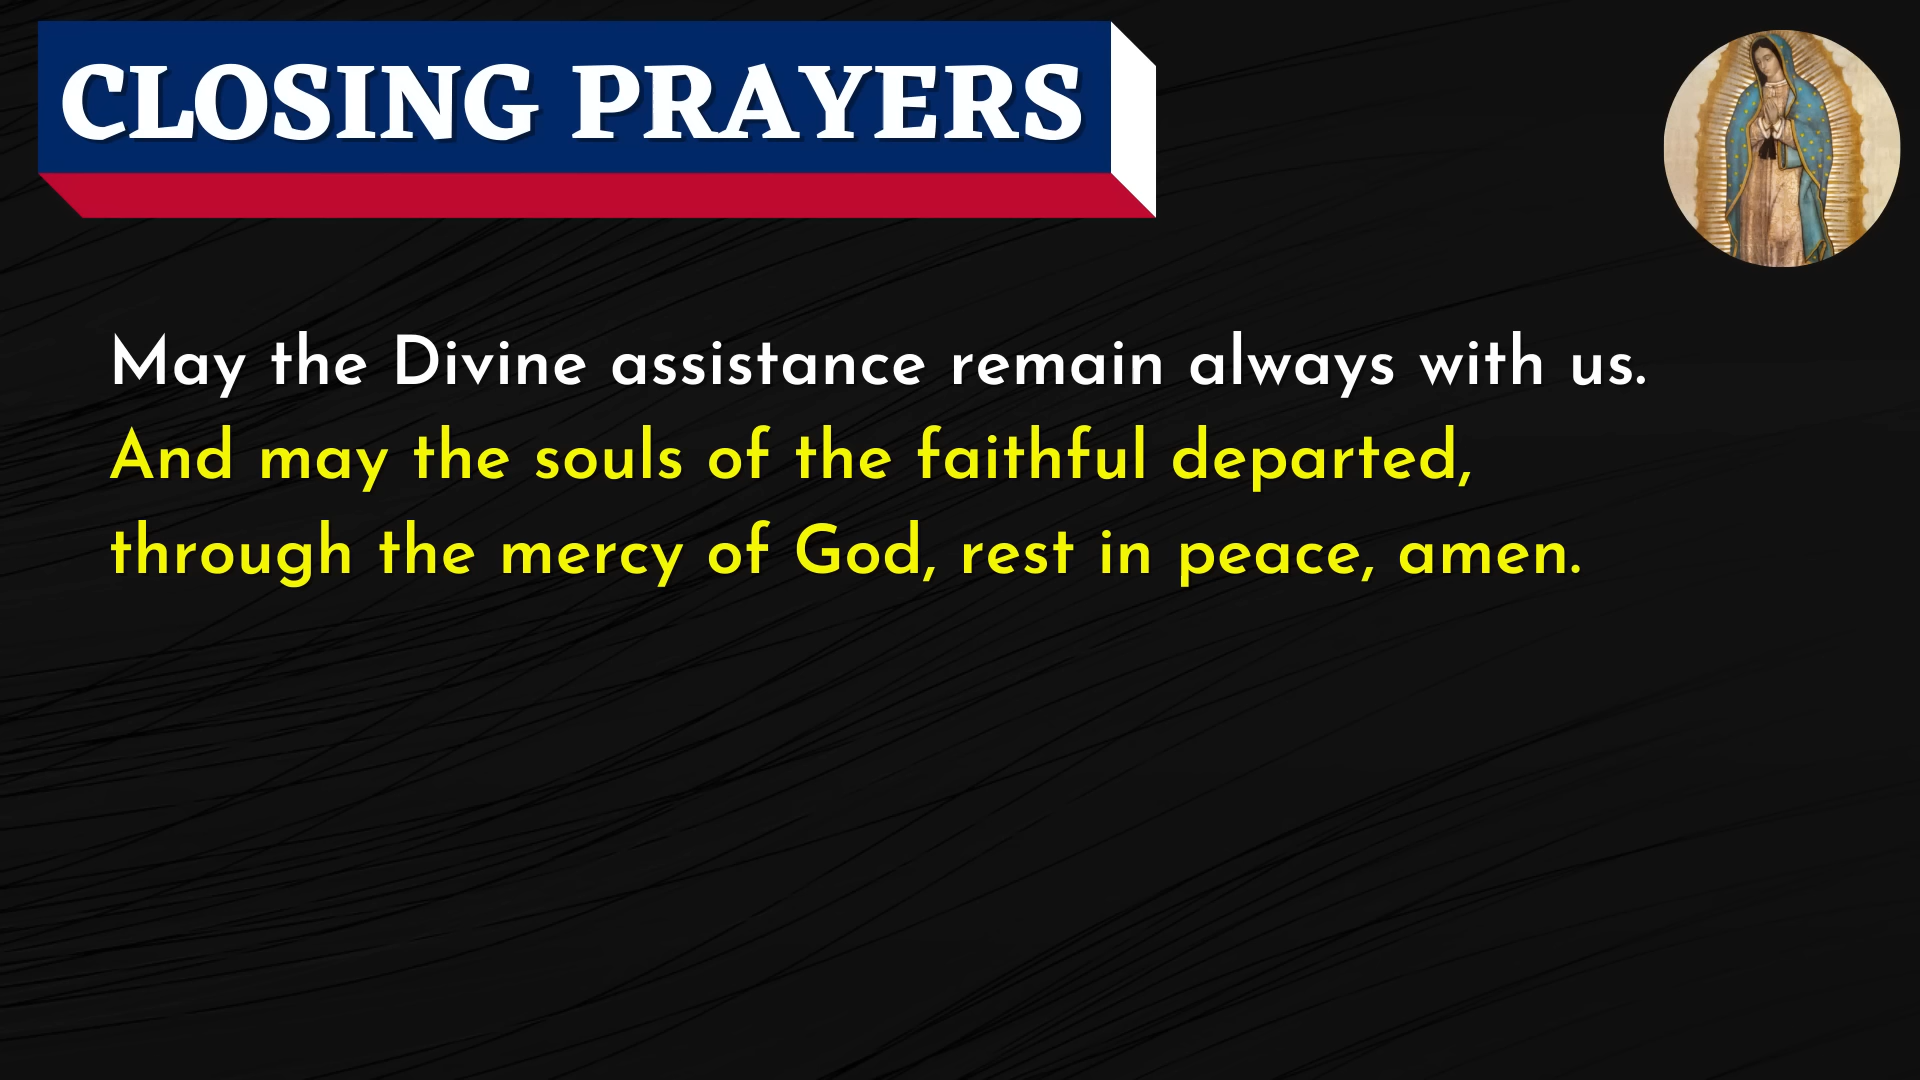 CLOSING PRAYERS
May the Divine assistance remain always with us.
And may the souls of the faithful departed,
through the mercy of God, rest in peace, amen.